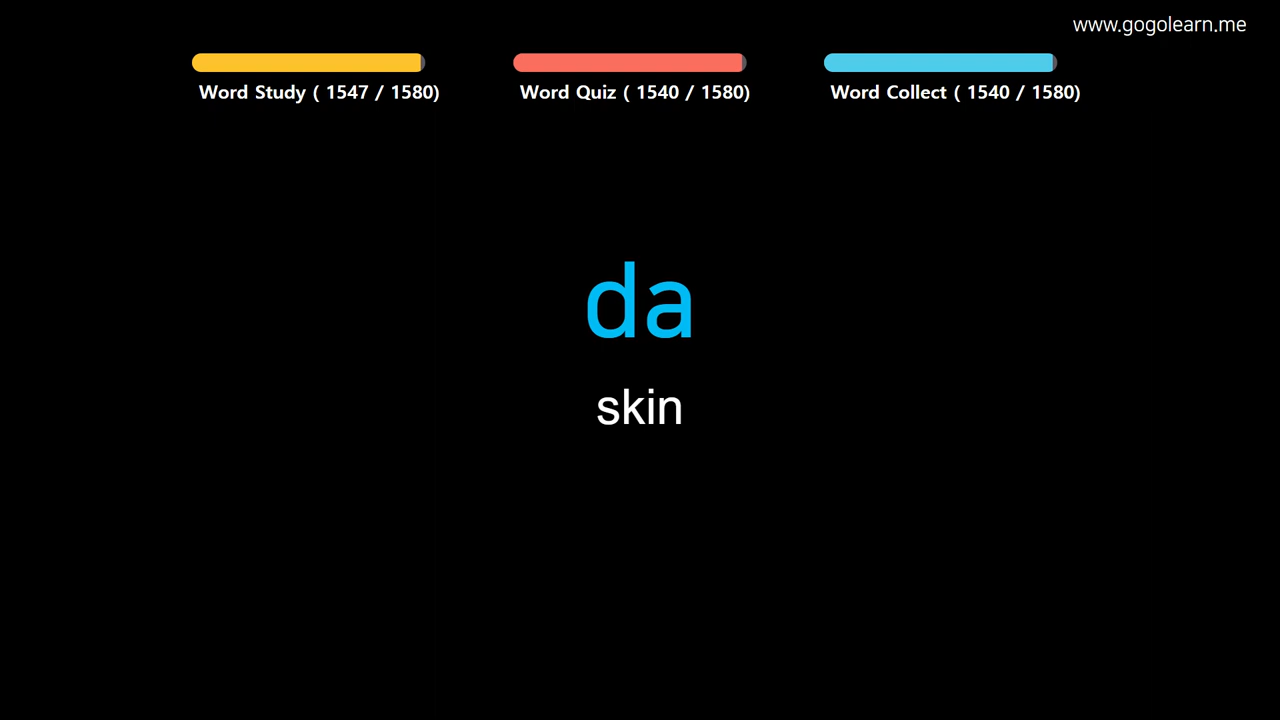 www.gogolearn.me
Word Study ( 1547 / 1580)
Word Quiz ( 1540 / 1580)
Word Collect ( 1540 / 1580)
da
skin